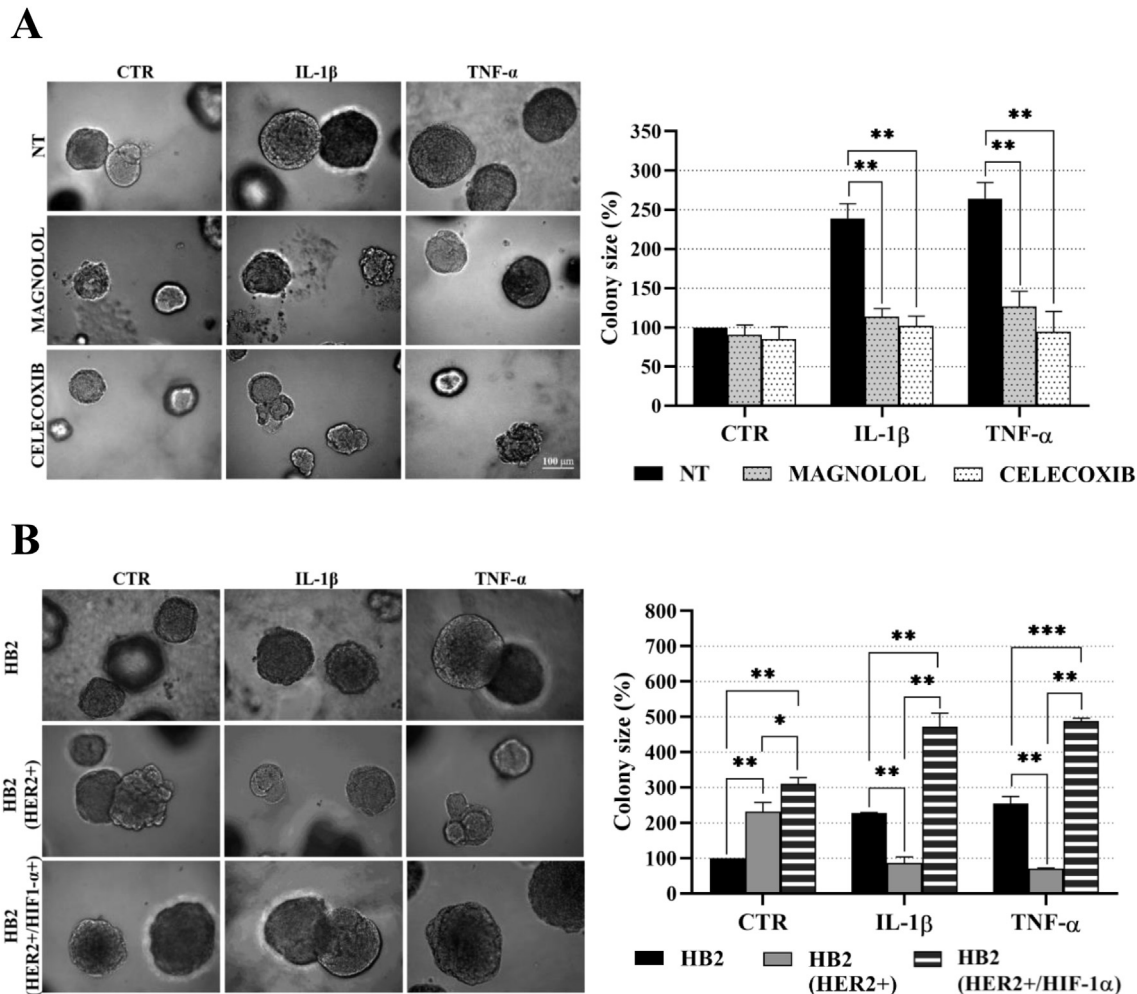 A
CTR
IL-1β
TNF-α
NT
MAGNOLOL
CELECOXIB
100 μm
Colony size (%)
350
300
250
200
150
100
50
0
**
**
**
**
CTR
IL-1β
TNF-α
NT
MAGNOLOL
CELECOXIB
B
CTR
IL-1β
TNF-α
HB2
HB2
(HER2+)
HB2
(HER2+/HIF1-α+)
Colony size (%)
800
700
600
500
400
300
200
100
0
**
*
**
**
**
**
***
**
**
CTR
IL-1β
TNF-α
HB2
HB2
(HER2+)
HB2
(HER2+/HIF-1α)